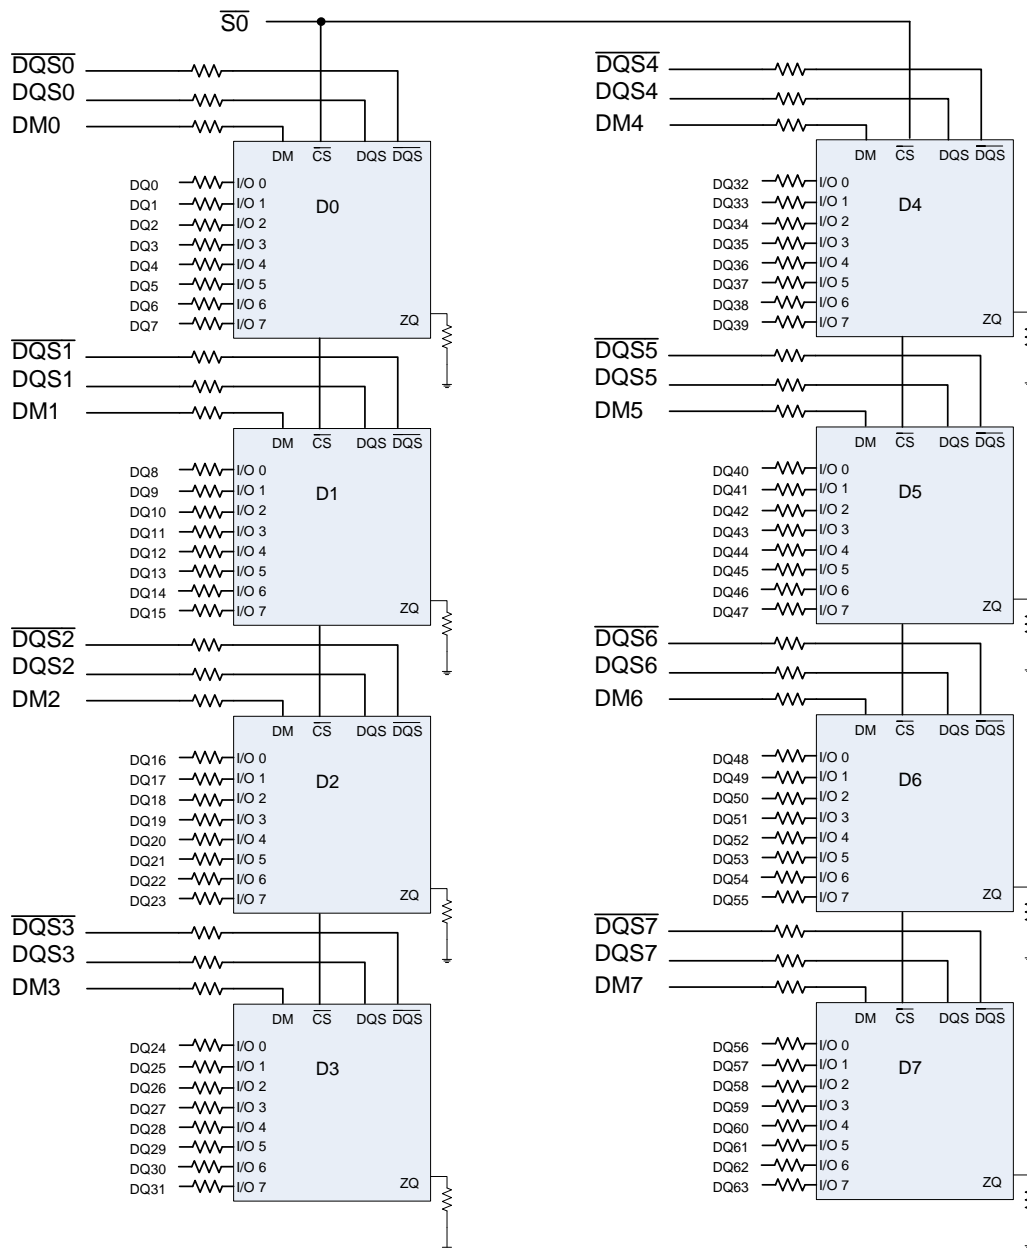 S0
DQS0
DQS0
DM0
DM CS DQS DQS
D0
DQ0 I/O 0
DQ1 I/O 1
DQ2 I/O 2
DQ3 I/O 3
DQ4 I/O 4
DQ5 I/O 5
DQ6 I/O 6
DQ7 I/O 7
ZQ
DQS1
DQS1
DM1
DM CS DQS DQS
D1
DQ8 I/O 0
DQ9 I/O 1
DQ10 I/O 2
DQ11 I/O 3
DQ12 I/O 4
DQ13 I/O 5
DQ14 I/O 6
DQ15 I/O 7
ZQ
DQS2
DQS2
DM2
DM CS DQS DQS
D2
DQ16 I/O 0
DQ17 I/O 1
DQ18 I/O 2
DQ19 I/O 3
DQ20 I/O 4
DQ21 I/O 5
DQ22 I/O 6
DQ23 I/O 7
ZQ
DQS3
DQS3
DM3
DM CS DQS DQS
D3
DQ24 I/O 0
DQ25 I/O 1
DQ26 I/O 2
DQ27 I/O 3
DQ28 I/O 4
DQ29 I/O 5
DQ30 I/O 6
DQ31 I/O 7
ZQ
DQS4
DQS4
DM4
DM CS DQS DQS
D4
DQ32 I/O 0
DQ33 I/O 1
DQ34 I/O 2
DQ35 I/O 3
DQ36 I/O 4
DQ37 I/O 5
DQ38 I/O 6
DQ39 I/O 7
ZQ
DQS5
DQS5
DM5
DM CS DQS DQS
D5
DQ40 I/O 0
DQ41 I/O 1
DQ42 I/O 2
DQ43 I/O 3
DQ44 I/O 4
DQ45 I/O 5
DQ46 I/O 6
DQ47 I/O 7
ZQ
DQS6
DQS6
DM6
DM CS DQS DQS
D6
DQ48 I/O 0
DQ49 I/O 1
DQ50 I/O 2
DQ51 I/O 3
DQ52 I/O 4
DQ53 I/O 5
DQ54 I/O 6
DQ55 I/O 7
ZQ
DQS7
DQS7
DM7
DM CS DQS DQS
D7
DQ56 I/O 0
DQ57 I/O 1
DQ58 I/O 2
DQ59 I/O 3
DQ60 I/O 4
DQ61 I/O 5
DQ62 I/O 6
DQ63 I/O 7
ZQ